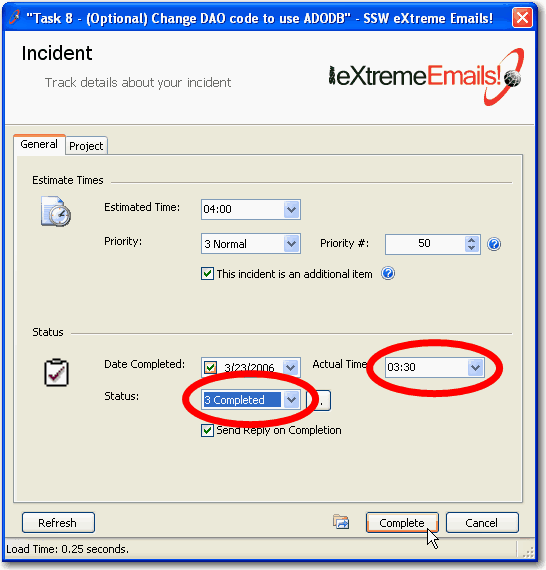 "Task 8 - (Optional) Change DAO code to use ADODB" - SSW eXtreme Emails!
Incident
Track details about your incident
eXtremeEmails!
General Project
Estimate Times
Estimated Time: 04:00
Priority: 3 Normal Priority #: 50
This incident is an additional item
Status
Date Completed: 3/23/2006 Actual Time 03:30
Status: 3 Completed
Send Reply on Completion
Refresh Complete Cancel
Load Time: 0.25 seconds.